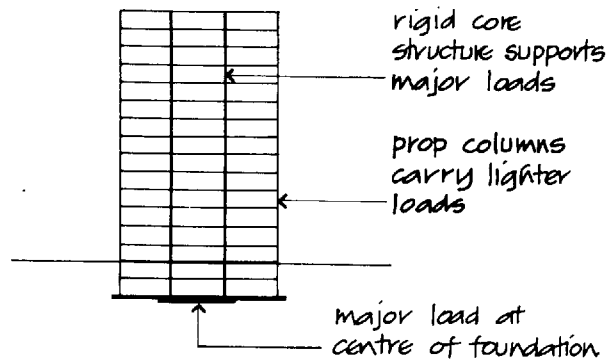 rigid core
structure supports
major loads
prop columns
carry lighter
loads
major load at
centre of foundation